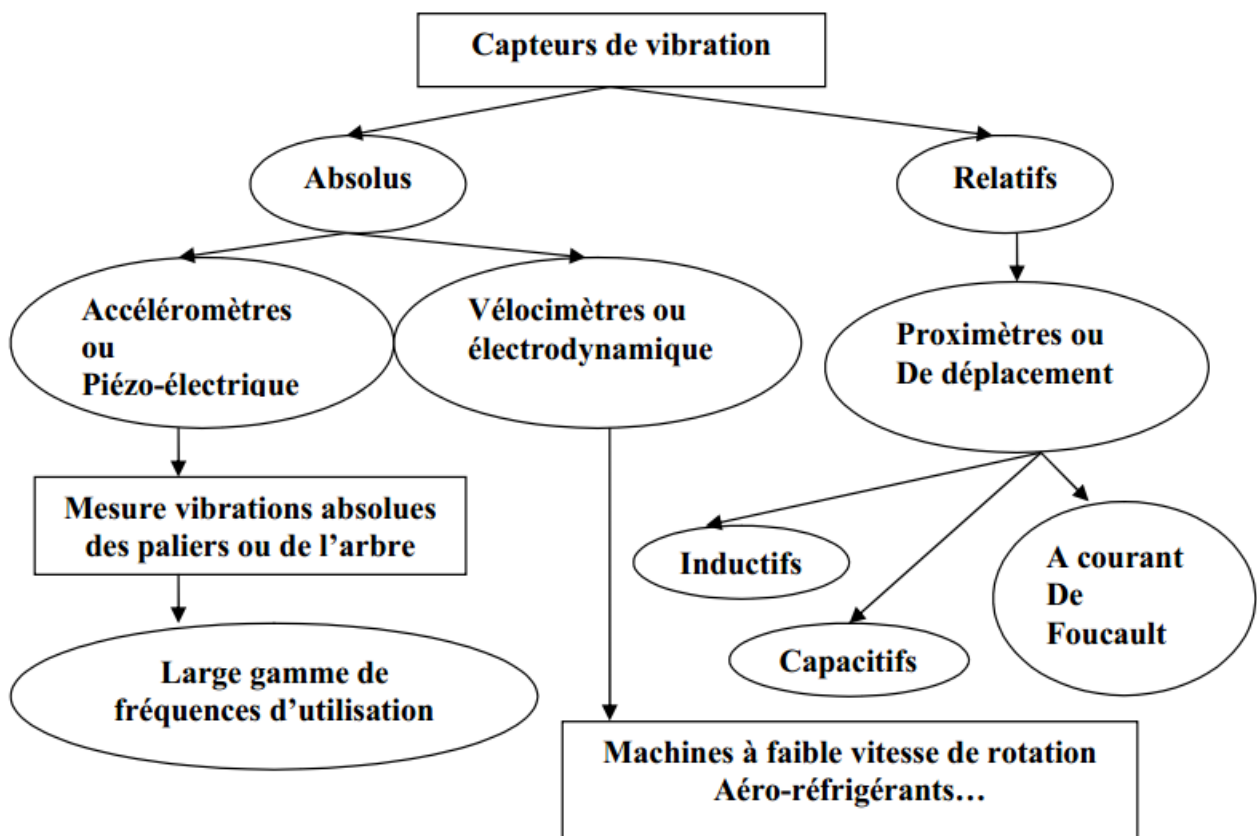 Capteurs de vibration
Absolus
Relatifs
Accéléromètres
ou
Piézo-électrique
Vélocimètres ou
électrodynamique
Proximètres ou
De déplacement
Mesure vibrations absolues
des paliers ou de l’arbre
Inductifs
A courant
De
Foucault
Capacitifs
Large gamme de
fréquences d’utilisation
Machines à faible vitesse de rotation
Aéro-réfrigérants…